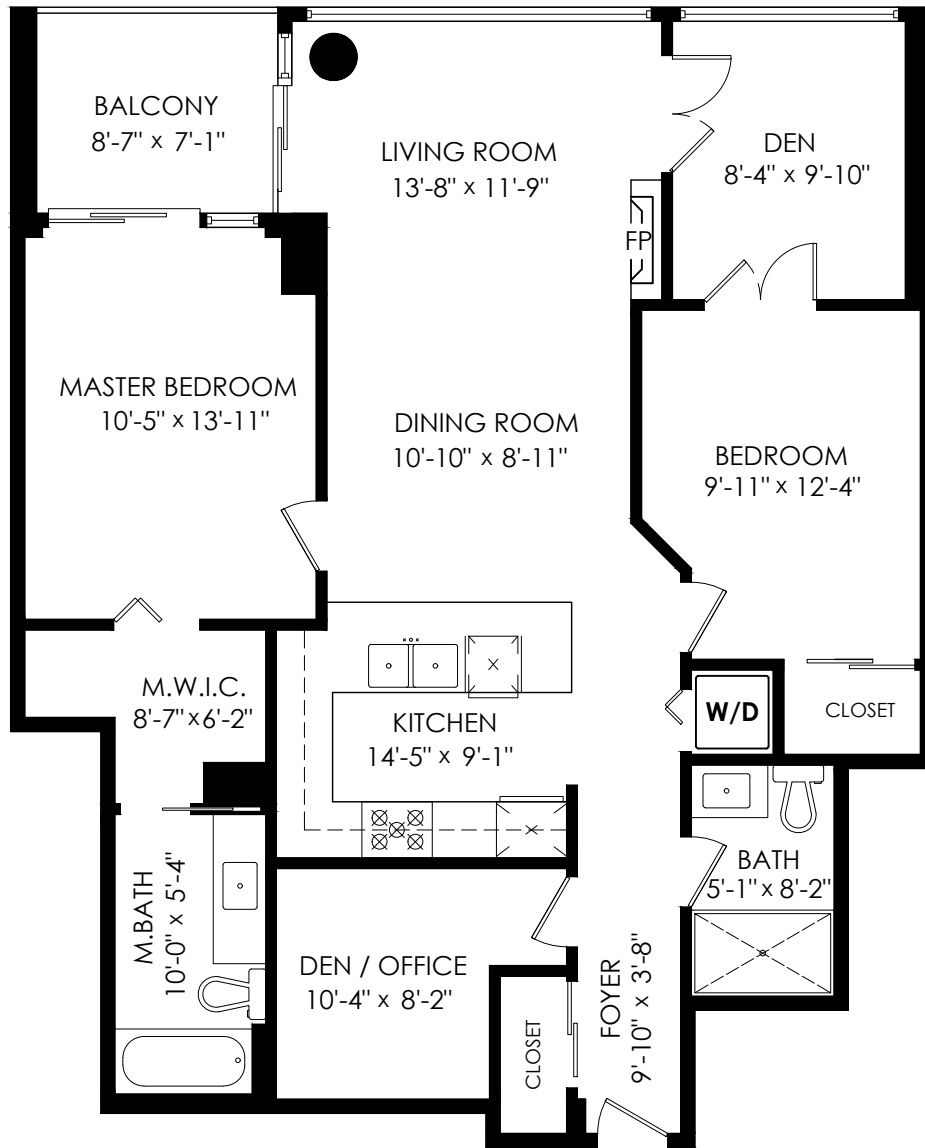 BALCONY
8'-7" x 7'-1"
LIVING ROOM
13'-8" x 11'-9"
DEN
8'-4" x 9'-10"
FP
MASTER BEDROOM
10'-5" x 13'-11"
DINING ROOM
10'-10" x 8'-11"
BEDROOM
9'-11" x 12'-4"
M.W.I.C.
8'-7" x 6'-2"
KITCHEN
14'-5" x 9'-1"
W/D
CLOSET
M.BATH
10'-0" x 5'-4"
BATH
5'-1" x 8'-2"
DEN / OFFICE
10'-4" x 8'-2"
CLOSET
FOYER
9'-10" x 3'-8"